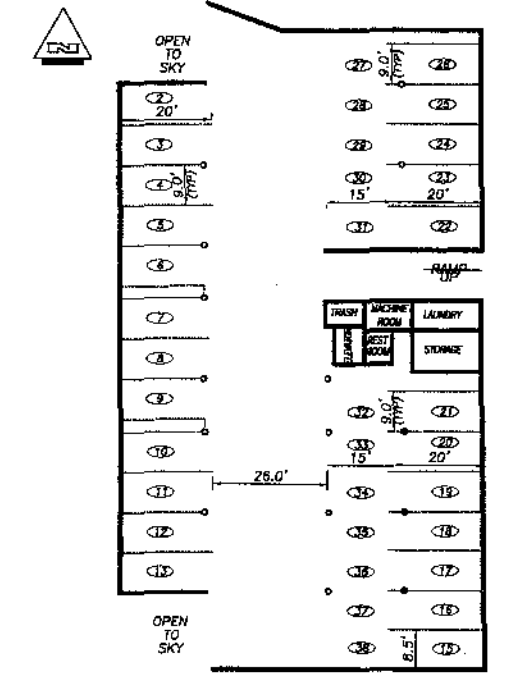 N
OPEN
TO
SKY
2
20'
3
4
9.0'
(TYP)
5
6
7
8
9
10
11
12
13
OPEN
TO
SKY
26.0'
27
9.0'
(TYP)
26
28
25
29
24
30
23
15'
20'
31
22
RAMP
UP
TRASH
MACHINE
ROOM
LAUNDRY
ELEVATOR
REST
ROOM
STORAGE
32
9.0'
(TYP)
21
33
20
15'
20'
34
19
35
18
36
17
37
16
38
8.5'
15